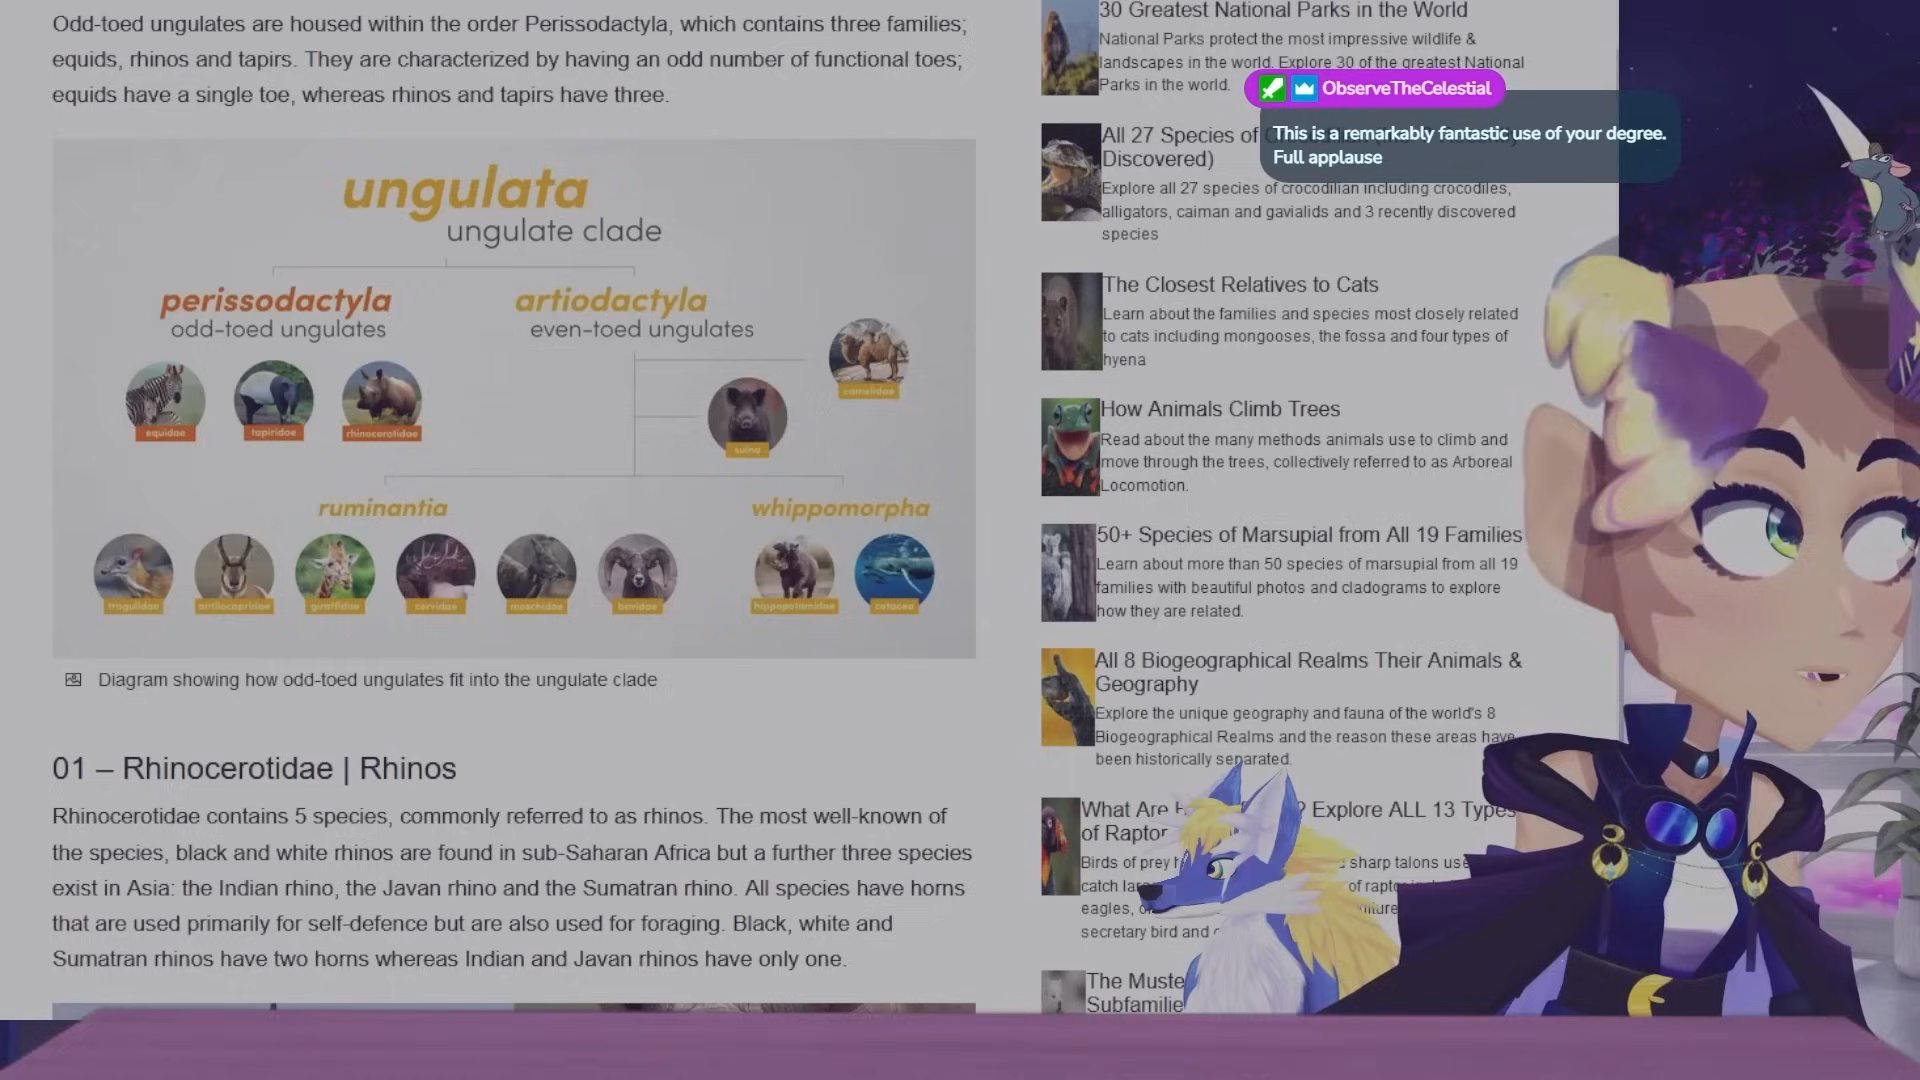 Odd-toed ungulates are housed within the order Perissodactyla, which contains three families;
equids, rhinos and tapirs. They are characterized by having an odd number of functional toes;
equids have a single toe, whereas rhinos and tapirs have three.
ungulata
ungulate clade
perissodactyla
odd-toed ungulates
artiodactyla
even-toed ungulates
equidae
tapiridae
rhinocerotidae
camelidae
suina
ruminantia
whippomorpha
tragulidae
antilocapridae
giraffidae
cervidae
moschidae
bovidae
hippopotamidae
cetacea
Diagram showing how odd-toed ungulates fit into the ungulate clade
01 – Rhinocerotidae | Rhinos
Rhinocerotidae contains 5 species, commonly referred to as rhinos. The most well-known of
the species, black and white rhinos are found in sub-Saharan Africa but a further three species
exist in Asia: the Indian rhino, the Javan rhino and the Sumatran rhino. All species have horns
that are used primarily for self-defence but are also used for foraging. Black, white and
Sumatran rhinos have two horns whereas Indian and Javan rhinos have only one.
30 Greatest National Parks in the World
National Parks protect the most impressive wildlife &
landscapes in the world. Explore 30 of the greatest National
Parks in the world.
ObserveTheCelestial
This is a remarkably fantastic use of your degree.
Full applause
All 27 Species of
Discovered)
Explore all 27 species of crocodilian including crocodiles,
alligators, caiman and gavialids and 3 recently discovered
species
The Closest Relatives to Cats
Learn about the families and species most closely related
to cats including mongooses, the fossa and four types of
hyena
How Animals Climb Trees
Read about the many methods animals use to climb and
move through the trees, collectively referred to as Arboreal
Locomotion.
50+ Species of Marsupial from All 19 Families
Learn about more than 50 species of marsupial from all 19
families with beautiful photos and cladograms to explore
how they are related.
All 8 Biogeographical Realms Their Animals &
Geography
Explore the unique geography and fauna of the world's 8
Biogeographical Realms and the reason these areas have
been historically separated.
What Are ? Explore ALL 13 Types
of Raptor
Birds of prey sharp talons use
catch of
eagles,
secretary bird and
The Muste
Subfamilie